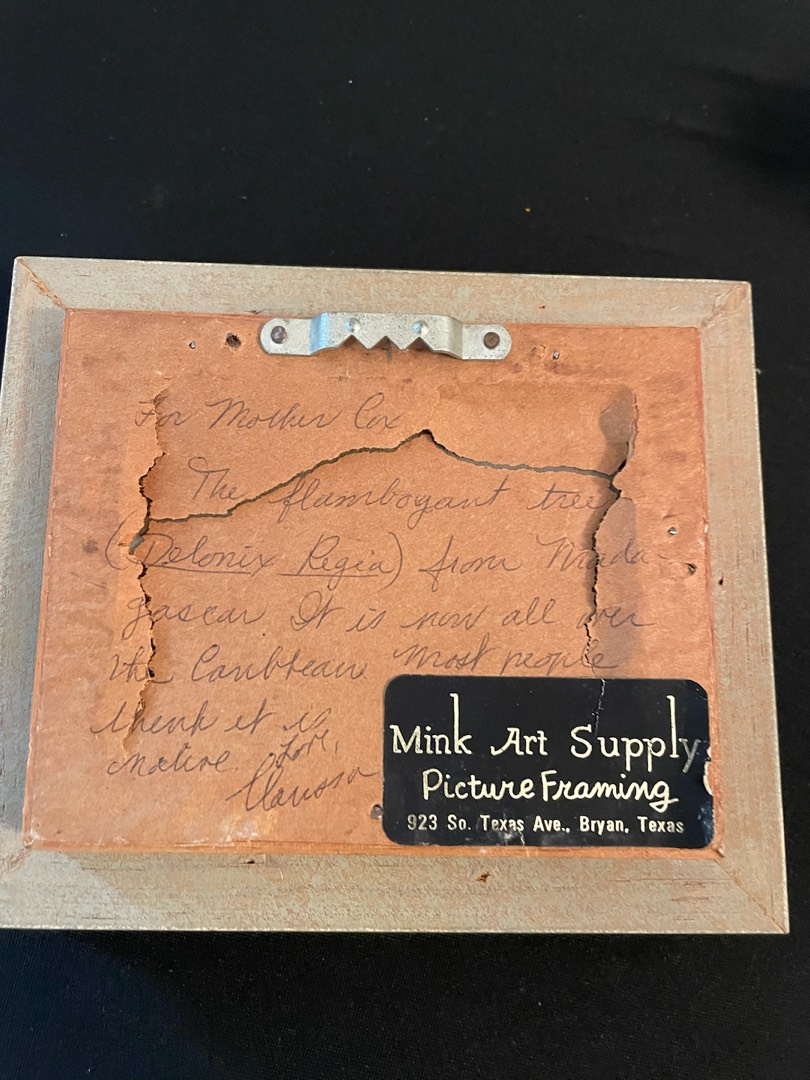 For Mother Cox
The flamboyant tree
(Delonix Regia) from Mada-
gascar It is now all over
the Caribbean Most people
think it is
native. Love,
Mink Art Supply
Picture Framing
923 So. Texas Ave., Bryan, Texas